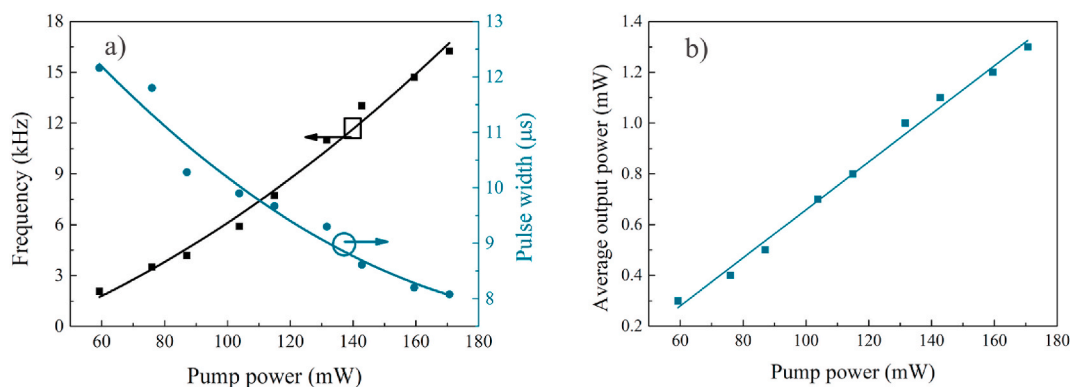 a)
18
15
12
9
6
3
0
Frequency (kHz)
13
12
11
10
9
8
Pulse width (μs)
60 80 100 120 140 160 180
Pump power (mW)
b)
1.4
1.2
1.0
0.8
0.6
0.4
0.2
Average output power (mW)
60 80 100 120 140 160 180
Pump power (mW)